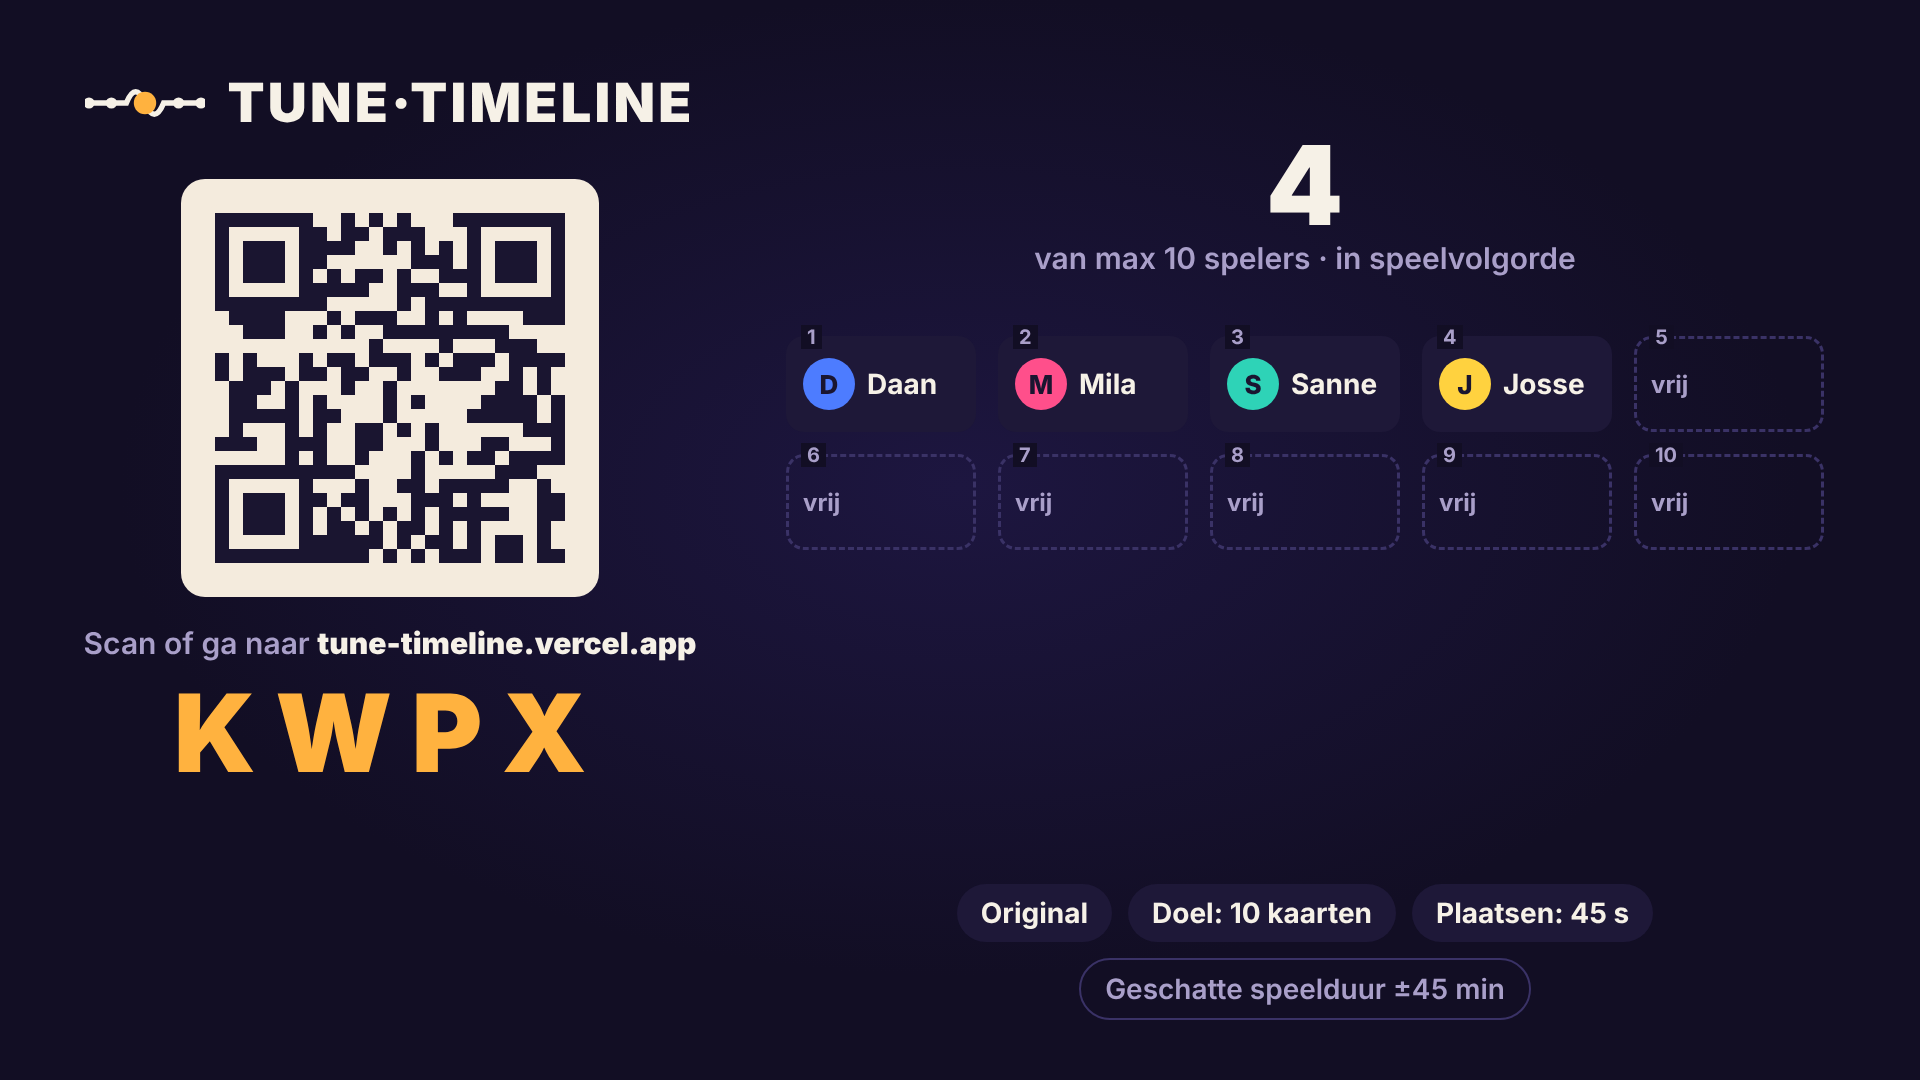 TUNE·TIMELINE
Scan of ga naar tune-timeline.vercel.app
KWPX
4
van max 10 spelers · in speelvolgorde
1
D Daan
2
M Mila
3
S Sanne
4
J Josse
5
vrij
6
vrij
7
vrij
8
vrij
9
vrij
10
vrij
Original
Doel: 10 kaarten
Plaatsen: 45 s
Geschatte speelduur ±45 min